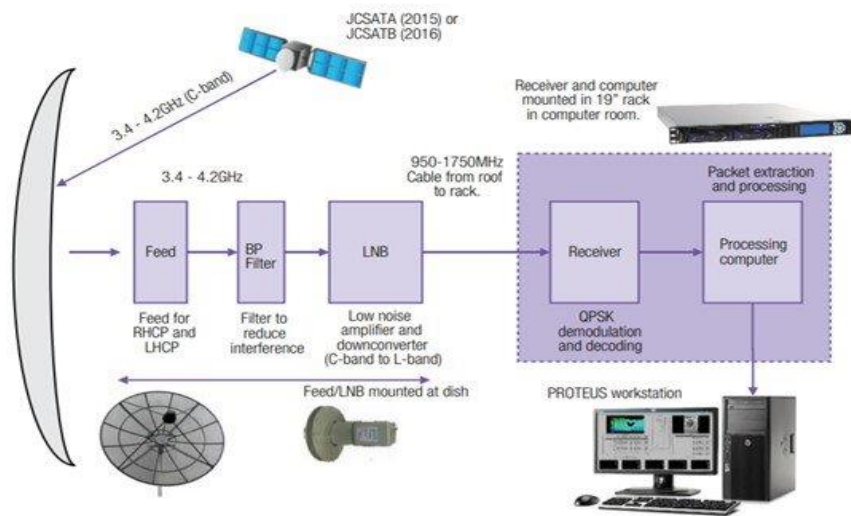 JCSATA (2015) or
JCSATB (2016)
3.4 - 4.2GHz (C-band)
Receiver and computer
mounted in 19" rack
in computer room.
3.4 - 4.2GHz
950-1750MHz
Cable from roof
to rack.
Packet extraction
and processing
Feed
BP
Filter
LNB
Receiver
Processing
computer
Feed for
RHCP and
LHCP
Filter to
reduce
interference
Low noise
amplifier and
downconverter
(C-band to L-band)
QPSK
demodulation
and decoding
Feed/LNB mounted at dish
PROTEUS workstation